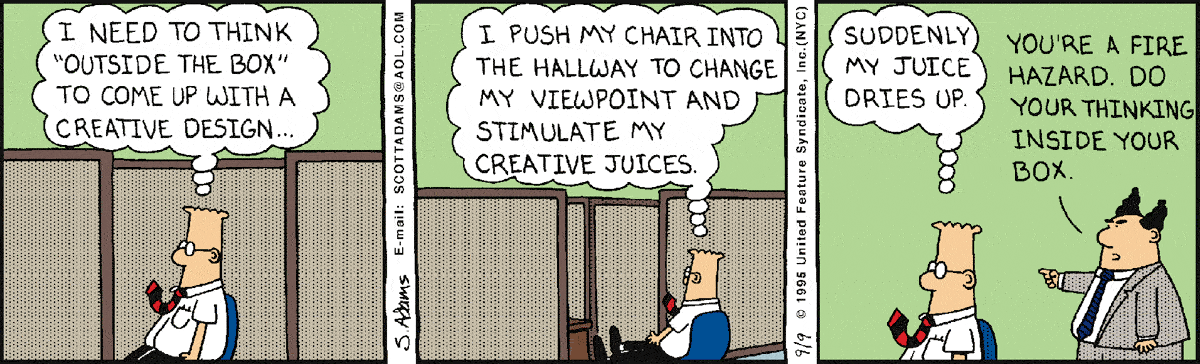 I NEED TO THINK
"OUTSIDE THE BOX"
TO COME UP WITH A
CREATIVE DESIGN...
S. Adams
E-mail: SCOTTADAMS@AOL.COM
I PUSH MY CHAIR INTO
THE HALLWAY TO CHANGE
MY VIEWPOINT AND
STIMULATE MY
CREATIVE JUICES.
9/9 © 1995 United Feature Syndicate, Inc.(NYC)
SUDDENLY
MY JUICE
DRIES UP.
YOU'RE A FIRE
HAZARD. DO
YOUR THINKING
INSIDE YOUR
BOX.